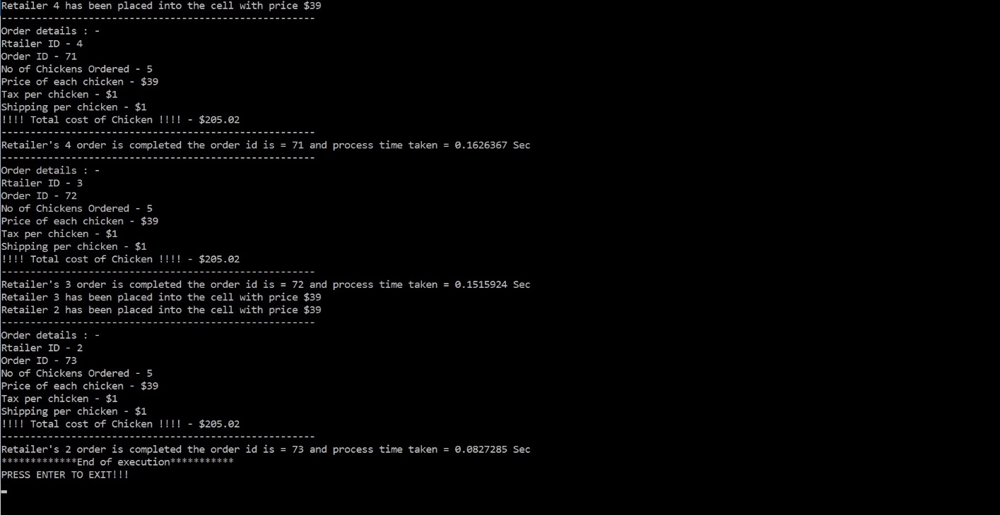 Retailer 4 has been placed into the cell with price $39
------------------------------------------------------
Order details : -
Rtailer ID - 4
Order ID - 71
No of Chickens Ordered - 5
Price of each chicken - $39
Tax per chicken - $1
Shipping per chicken - $1
!!!! Total cost of Chicken !!!! - $205.02
------------------------------------------------------
Retailer's 4 order is completed the order id is = 71 and process time taken = 0.1626367 Sec
------------------------------------------------------
Order details : -
Rtailer ID - 3
Order ID - 72
No of Chickens Ordered - 5
Price of each chicken - $39
Tax per chicken - $1
Shipping per chicken - $1
!!!! Total cost of Chicken !!!! - $205.02
------------------------------------------------------
Retailer's 3 order is completed the order id is = 72 and process time taken = 0.1515924 Sec
Retailer 3 has been placed into the cell with price $39
Retailer 2 has been placed into the cell with price $39
------------------------------------------------------
Order details : -
Rtailer ID - 2
Order ID - 73
No of Chickens Ordered - 5
Price of each chicken - $39
Tax per chicken - $1
Shipping per chicken - $1
!!!! Total cost of Chicken !!!! - $205.02
------------------------------------------------------
Retailer's 2 order is completed the order id is = 73 and process time taken = 0.0827285 Sec
*************End of execution***********
PRESS ENTER TO EXIT!!!